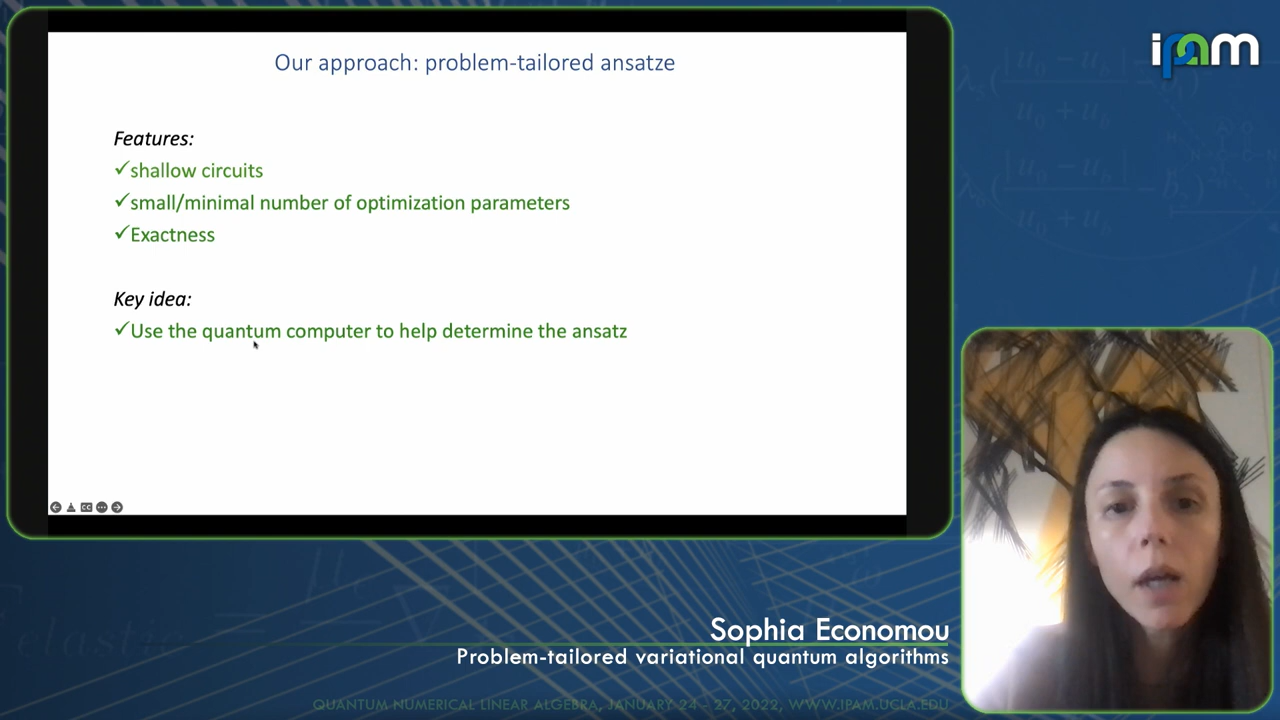 Our approach: problem-tailored ansatze
Features:
✓shallow circuits
✓small/minimal number of optimization parameters
✓Exactness
Key idea:
✓Use the quantum computer to help determine the ansatz
ipam
Sophia Economou
Problem-tailored variational quantum algorithms
QUANTUM NUMERICAL LINEAR ALGEBRA, JANUARY 24 - 27, 2022, WWW.IPAM.UCLA.EDU